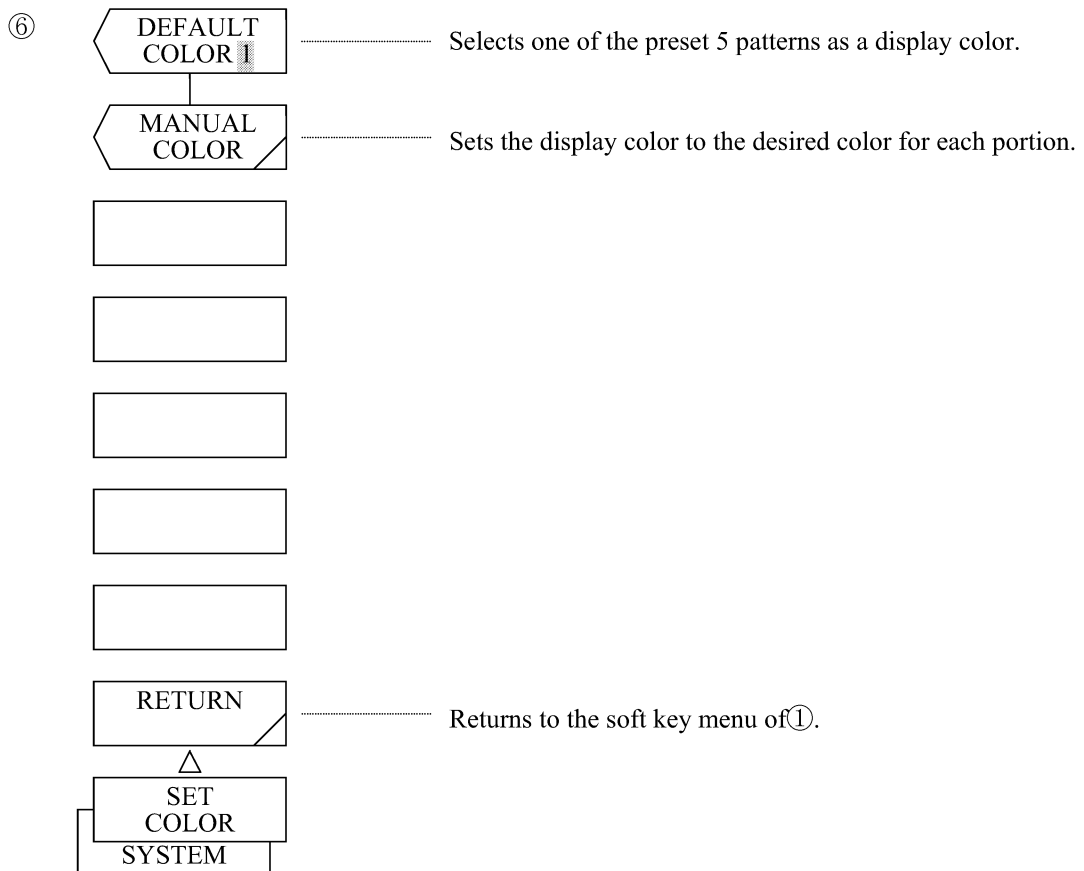 ⑥
DEFAULT
COLOR 1
Selects one of the preset 5 patterns as a display color.
MANUAL
COLOR
Sets the display color to the desired color for each portion.
RETURN
Returns to the soft key menu of①.
SET
COLOR
SYSTEM